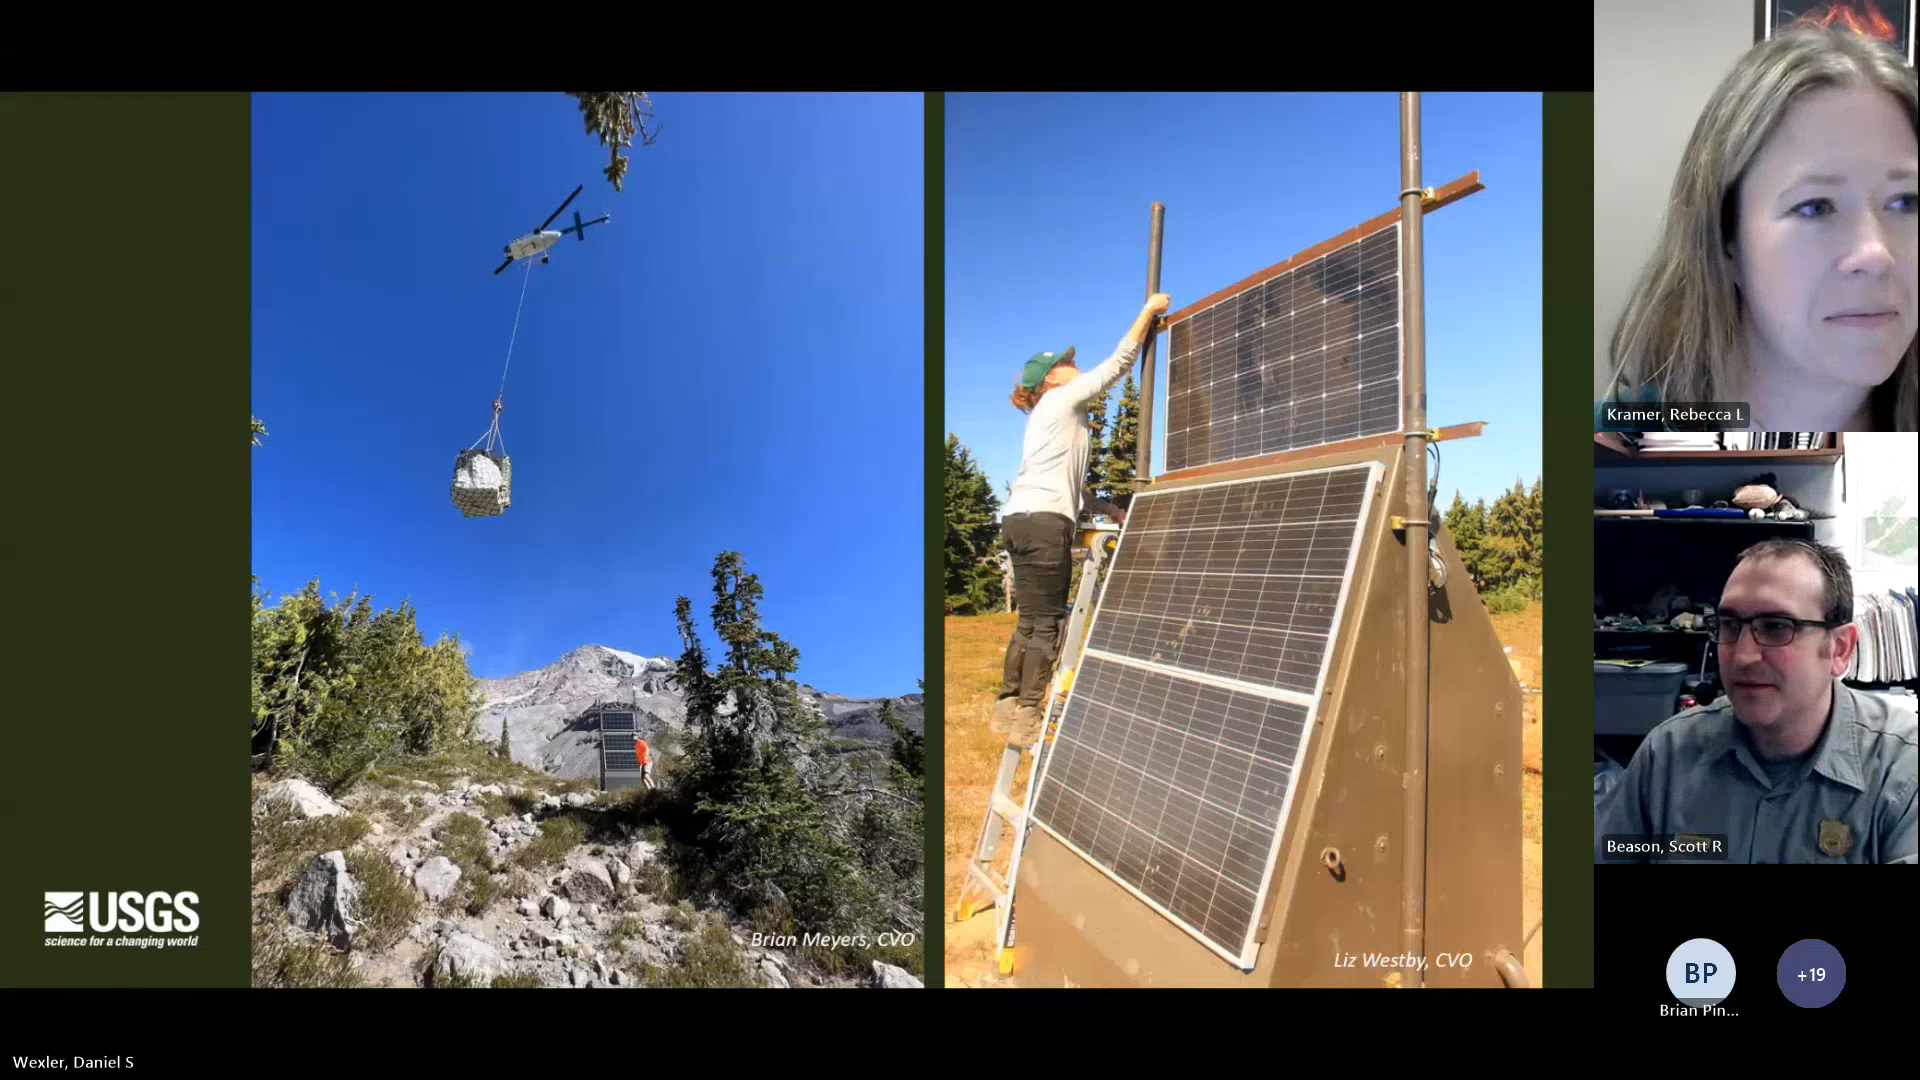 USGS
science for a changing world
Brian Meyers, CVO
Liz Westby, CVO
Kramer, Rebecca L
Beason, Scott R
BP
Brian Pin...
+19
Wexler, Daniel S